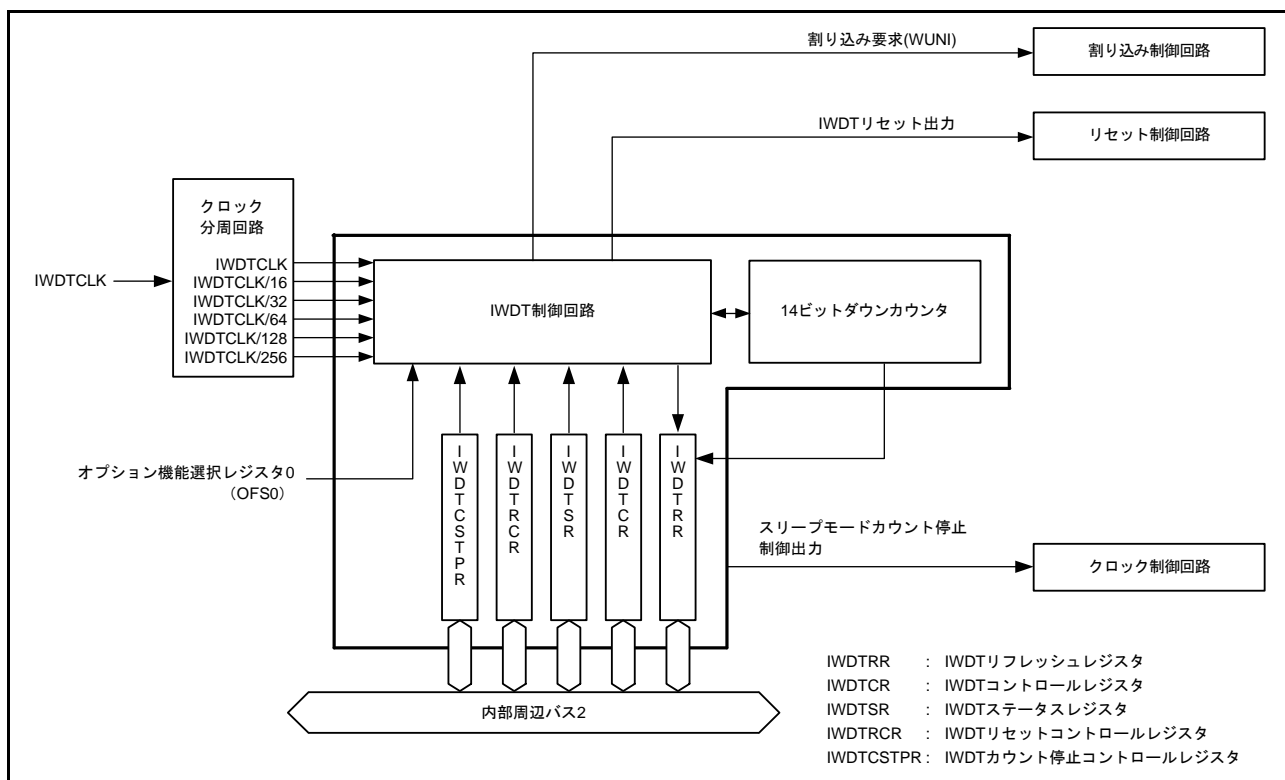 割り込み要求(WUNI)
割り込み制御回路
IWDTリセット出力
リセット制御回路
クロック
分周回路
IWDTCLK
IWDTCLK
IWDTCLK/16
IWDTCLK/32
IWDTCLK/64
IWDTCLK/128
IWDTCLK/256
IWDT制御回路
14ビットダウンカウンタ
オプション機能選択レジスタ0
（OFS0）
IWDTCSTPR
IWDTRCR
IWDTSR
IWDTCR
IWDTRR
スリープモードカウント停止
制御出力
クロック制御回路
内部周辺バス2
IWDTRR : IWDTリフレッシュレジスタ
IWDTCR : IWDTコントロールレジスタ
IWDTSR : IWDTステータスレジスタ
IWDTRCR : IWDTリセットコントロールレジスタ
IWDTCSTPR : IWDTカウント停止コントロールレジスタ